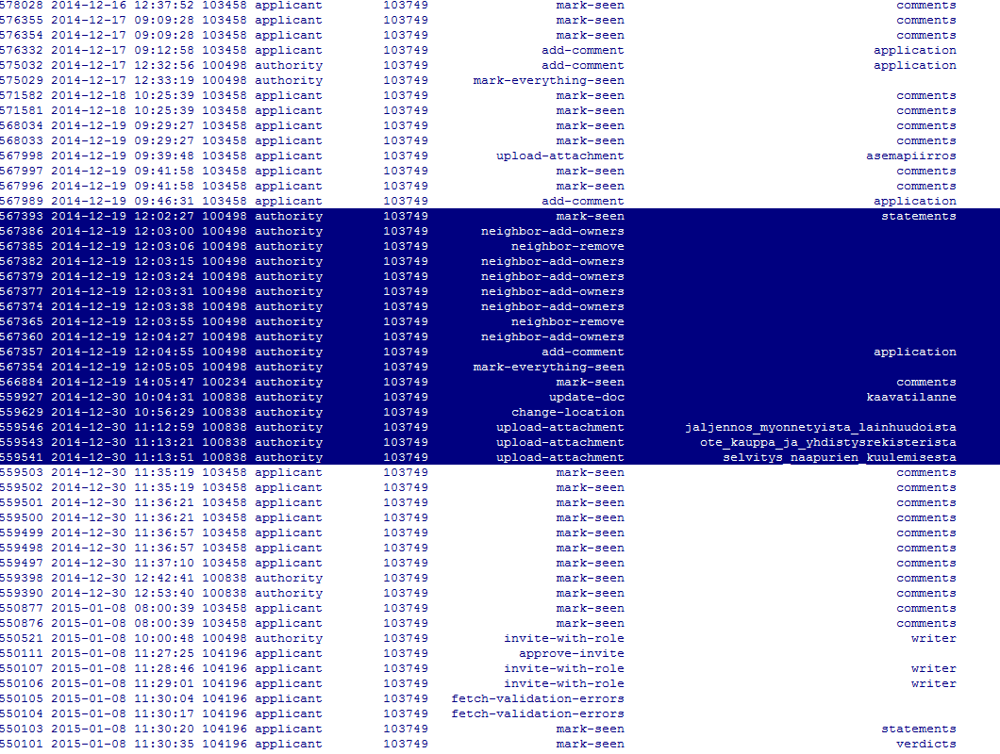 578028 2014-12-16 12:37:52 103458 applicant 103749 mark-seen comments
576355 2014-12-17 09:09:28 103458 applicant 103749 mark-seen comments
576354 2014-12-17 09:09:28 103458 applicant 103749 mark-seen comments
576332 2014-12-17 09:12:58 103458 applicant 103749 add-comment application
575032 2014-12-17 12:32:56 100498 authority 103749 add-comment application
575029 2014-12-17 12:33:19 100498 authority 103749 mark-everything-seen
571582 2014-12-18 10:25:39 103458 applicant 103749 mark-seen comments
571581 2014-12-18 10:25:39 103458 applicant 103749 mark-seen comments
568034 2014-12-19 09:29:27 103458 applicant 103749 mark-seen comments
568033 2014-12-19 09:29:27 103458 applicant 103749 mark-seen comments
567998 2014-12-19 09:39:48 103458 applicant 103749 upload-attachment asemapiirros
567997 2014-12-19 09:41:58 103458 applicant 103749 mark-seen comments
567996 2014-12-19 09:41:58 103458 applicant 103749 mark-seen comments
567989 2014-12-19 09:46:31 103458 applicant 103749 add-comment application
567393 2014-12-19 12:02:27 100498 authority 103749 mark-seen statements
567386 2014-12-19 12:03:00 100498 authority 103749 neighbor-add-owners
567385 2014-12-19 12:03:06 100498 authority 103749 neighbor-remove
567382 2014-12-19 12:03:15 100498 authority 103749 neighbor-add-owners
567379 2014-12-19 12:03:24 100498 authority 103749 neighbor-add-owners
567377 2014-12-19 12:03:31 100498 authority 103749 neighbor-add-owners
567374 2014-12-19 12:03:38 100498 authority 103749 neighbor-add-owners
567365 2014-12-19 12:03:55 100498 authority 103749 neighbor-remove
567360 2014-12-19 12:04:27 100498 authority 103749 neighbor-add-owners
567357 2014-12-19 12:04:55 100498 authority 103749 add-comment application
567354 2014-12-19 12:05:05 100498 authority 103749 mark-everything-seen
566884 2014-12-19 14:05:47 100234 authority 103749 mark-seen comments
559927 2014-12-30 10:04:31 100838 authority 103749 update-doc kaavatilanne
559629 2014-12-30 10:56:29 100838 authority 103749 change-location
559546 2014-12-30 11:12:59 100838 authority 103749 upload-attachment jaljennos_myonnetyista_lainhuudoista
559543 2014-12-30 11:13:21 100838 authority 103749 upload-attachment ote_kauppa_ja_yhdistysrekisterista
559541 2014-12-30 11:13:51 100838 authority 103749 upload-attachment selvitys_naapurien_kuulemisesta
559503 2014-12-30 11:35:19 103458 applicant 103749 mark-seen comments
559502 2014-12-30 11:35:19 103458 applicant 103749 mark-seen comments
559501 2014-12-30 11:36:21 103458 applicant 103749 mark-seen comments
559500 2014-12-30 11:36:21 103458 applicant 103749 mark-seen comments
559499 2014-12-30 11:36:57 103458 applicant 103749 mark-seen comments
559498 2014-12-30 11:36:57 103458 applicant 103749 mark-seen comments
559497 2014-12-30 11:37:10 103458 applicant 103749 mark-seen comments
559398 2014-12-30 12:42:41 100838 authority 103749 mark-seen comments
559390 2014-12-30 12:53:40 100838 authority 103749 mark-seen comments
550877 2015-01-08 08:00:39 103458 applicant 103749 mark-seen comments
550876 2015-01-08 08:00:39 103458 applicant 103749 mark-seen comments
550521 2015-01-08 10:00:48 100498 authority 103749 invite-with-role writer
550111 2015-01-08 11:27:25 104196 applicant 103749 approve-invite
550107 2015-01-08 11:28:46 104196 applicant 103749 invite-with-role writer
550106 2015-01-08 11:29:01 104196 applicant 103749 invite-with-role writer
550105 2015-01-08 11:30:04 104196 applicant 103749 fetch-validation-errors
550104 2015-01-08 11:30:17 104196 applicant 103749 fetch-validation-errors
550103 2015-01-08 11:30:20 104196 applicant 103749 mark-seen statements
550101 2015-01-08 11:30:35 104196 applicant 103749 mark-seen verdicts